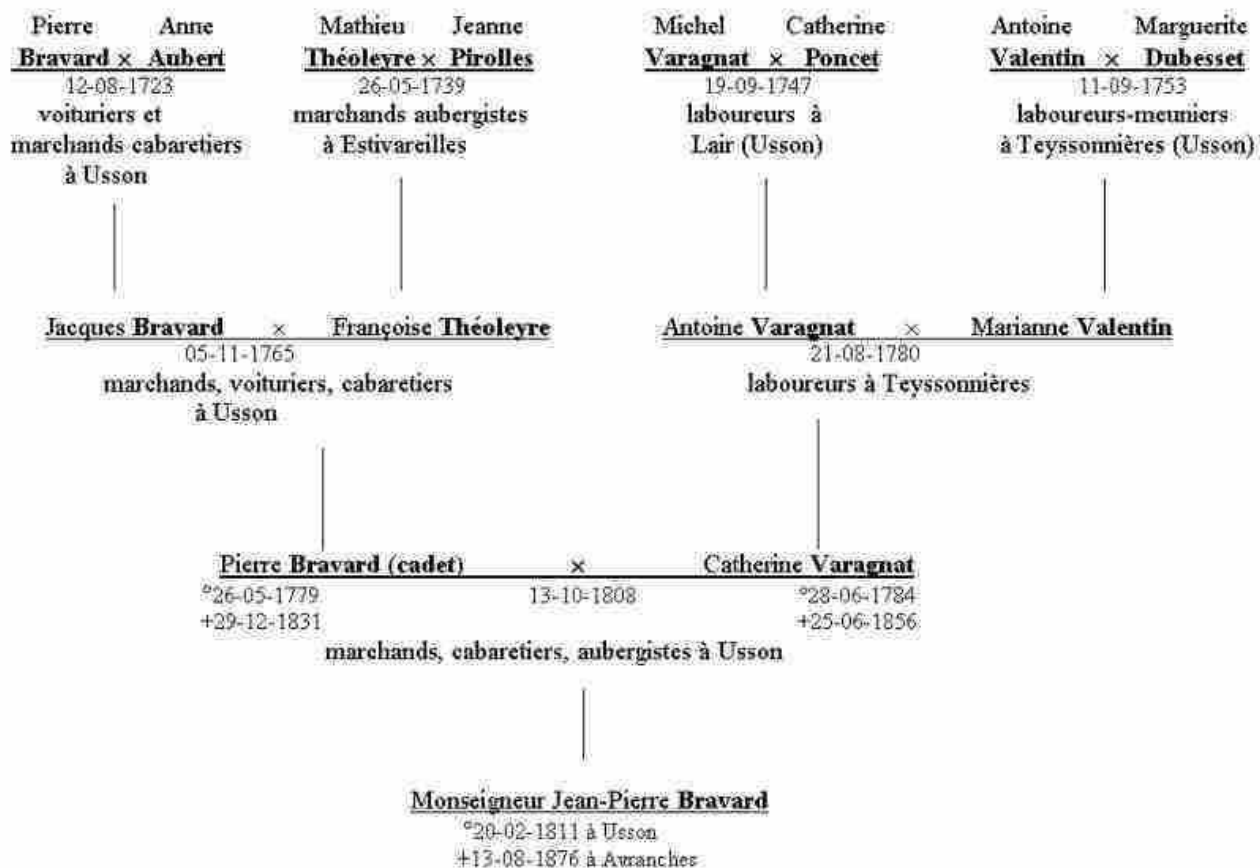 Pierre Anne
Bravard × Aubert
12-08-1723
voituriers et
marchands cabaretiers
à Usson
Mathieu Jeanne
Théoleyre × Pirolles
26-05-1739
marchands aubergistes
à Estivareilles
Michel Catherine
Varagnat × Poncet
19-09-1747
laboureurs à
Lair (Usson)
Antoine Marguerite
Valentin × Dubesset
11-09-1753
laboureurs-meuniers
à Teyssonnières (Usson)
Jacques Bravard × Françoise Théoleyre
05-11-1765
marchands, voituriers, cabaretiers
à Usson
Antoine Varagnat × Marianne Valentin
21-08-1780
laboureurs à Teyssonnières
Pierre Bravard (cadet) × Catherine Varagnat
°26-05-1779 13-10-1808 °28-06-1784
+29-12-1831 +25-06-1856
marchands, cabaretiers, aubergistes à Usson
Monseigneur Jean-Pierre Bravard
°20-02-1811 à Usson
+13-08-1876 à Avranches